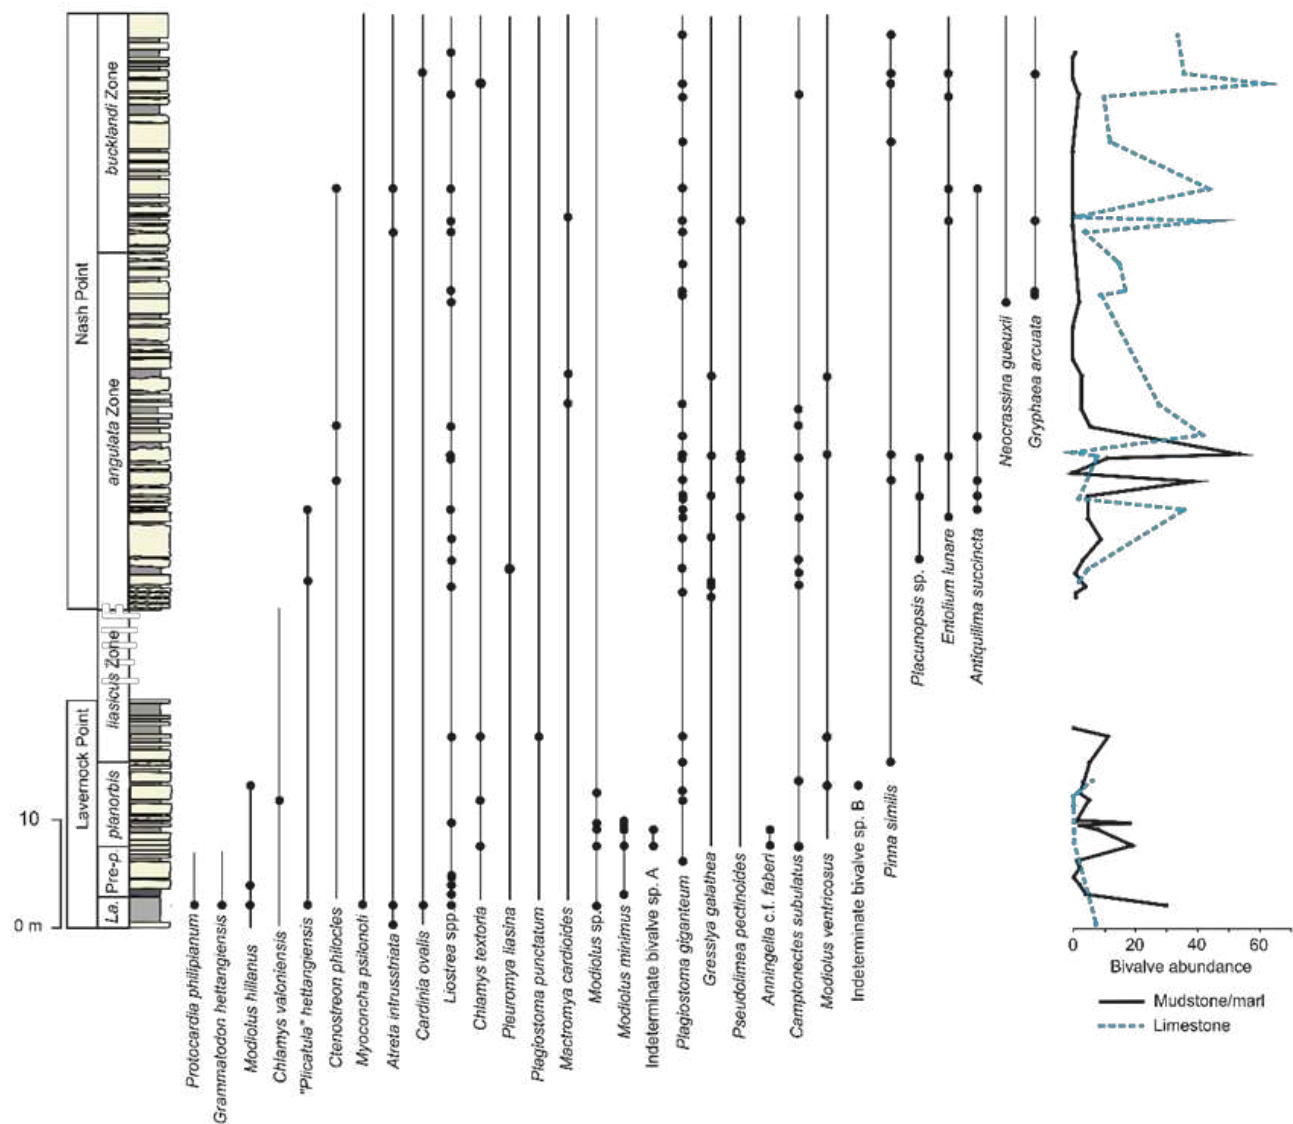 Nash Point
Lavernock Point
bucklandi Zone
angulata Zone
liasicus Zone
planorbis
Pre-p.
La.
10
0 m
Protocardia philipianum
Grammatodon hettangiensis
Modiolus hillanus
Chlamys valoniensis
"Plicatula" hettangiensis
Ctenostreon philocles
Myoconcha psilonoti
Atreta intrusstriata
Cardinia ovalis
Liostrea spp
Chlamys textoria
Pleuromya liasina
Plagiostoma punctatum
Mactromya cardioides
Modiolus sp.
Modiolus minimus
Indeterminate bivalve sp. A
Plagiostoma giganteum
Gresslya galathea
Pseudolimea pectinoides
Anningella c.f. faberi
Camptonectes subulatus
Modiolus ventricosus
Indeterminate bivalve sp. B
Pinna similis
Placunopsis sp.
Entolium lunare
Antiquilima succincta
Neocrassina gueuxii
Gryphaea arcuata
0 20 40 60
Bivalve abundance
Mudstone/marl
Limestone